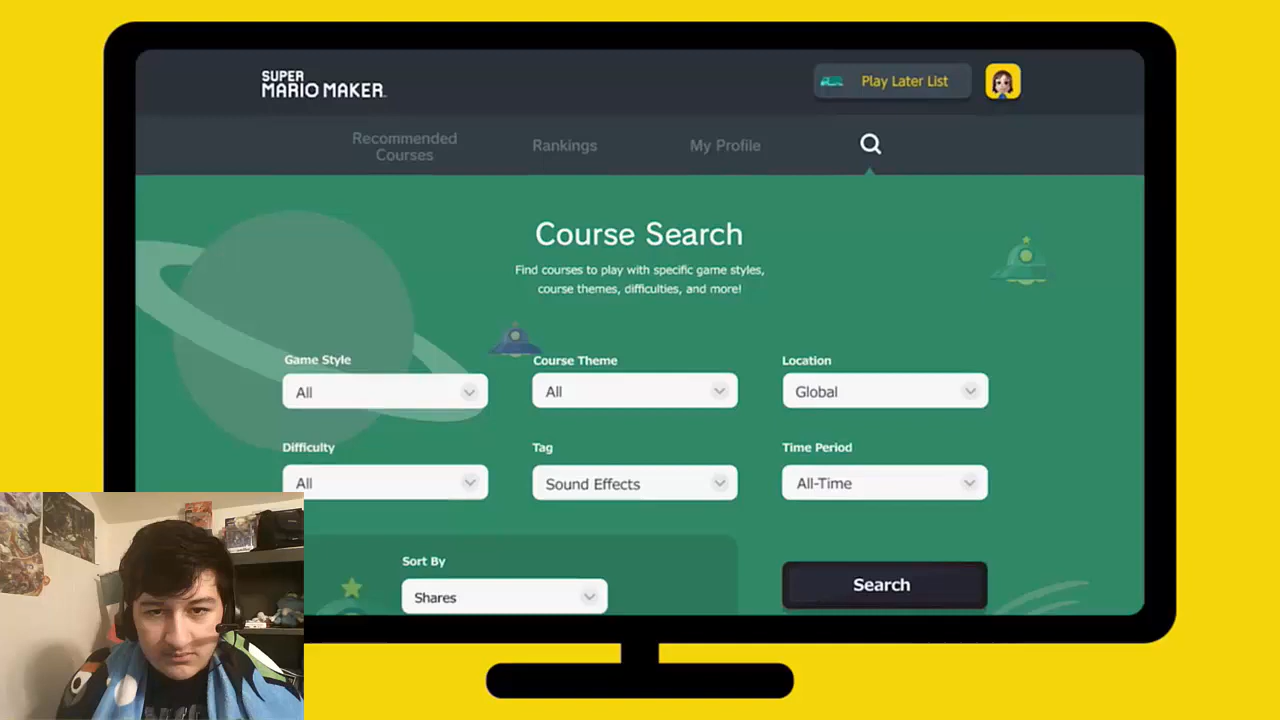 SUPER
MARIO MAKER
Play Later List
Recommended
Courses
Rankings
My Profile
Course Search
Find courses to play with specific game styles,
course themes, difficulties, and more!
Game Style
Course Theme
Location
All
All
Global
Difficulty
Tag
Time Period
All
Sound Effects
All-Time
Sort By
Search
Shares